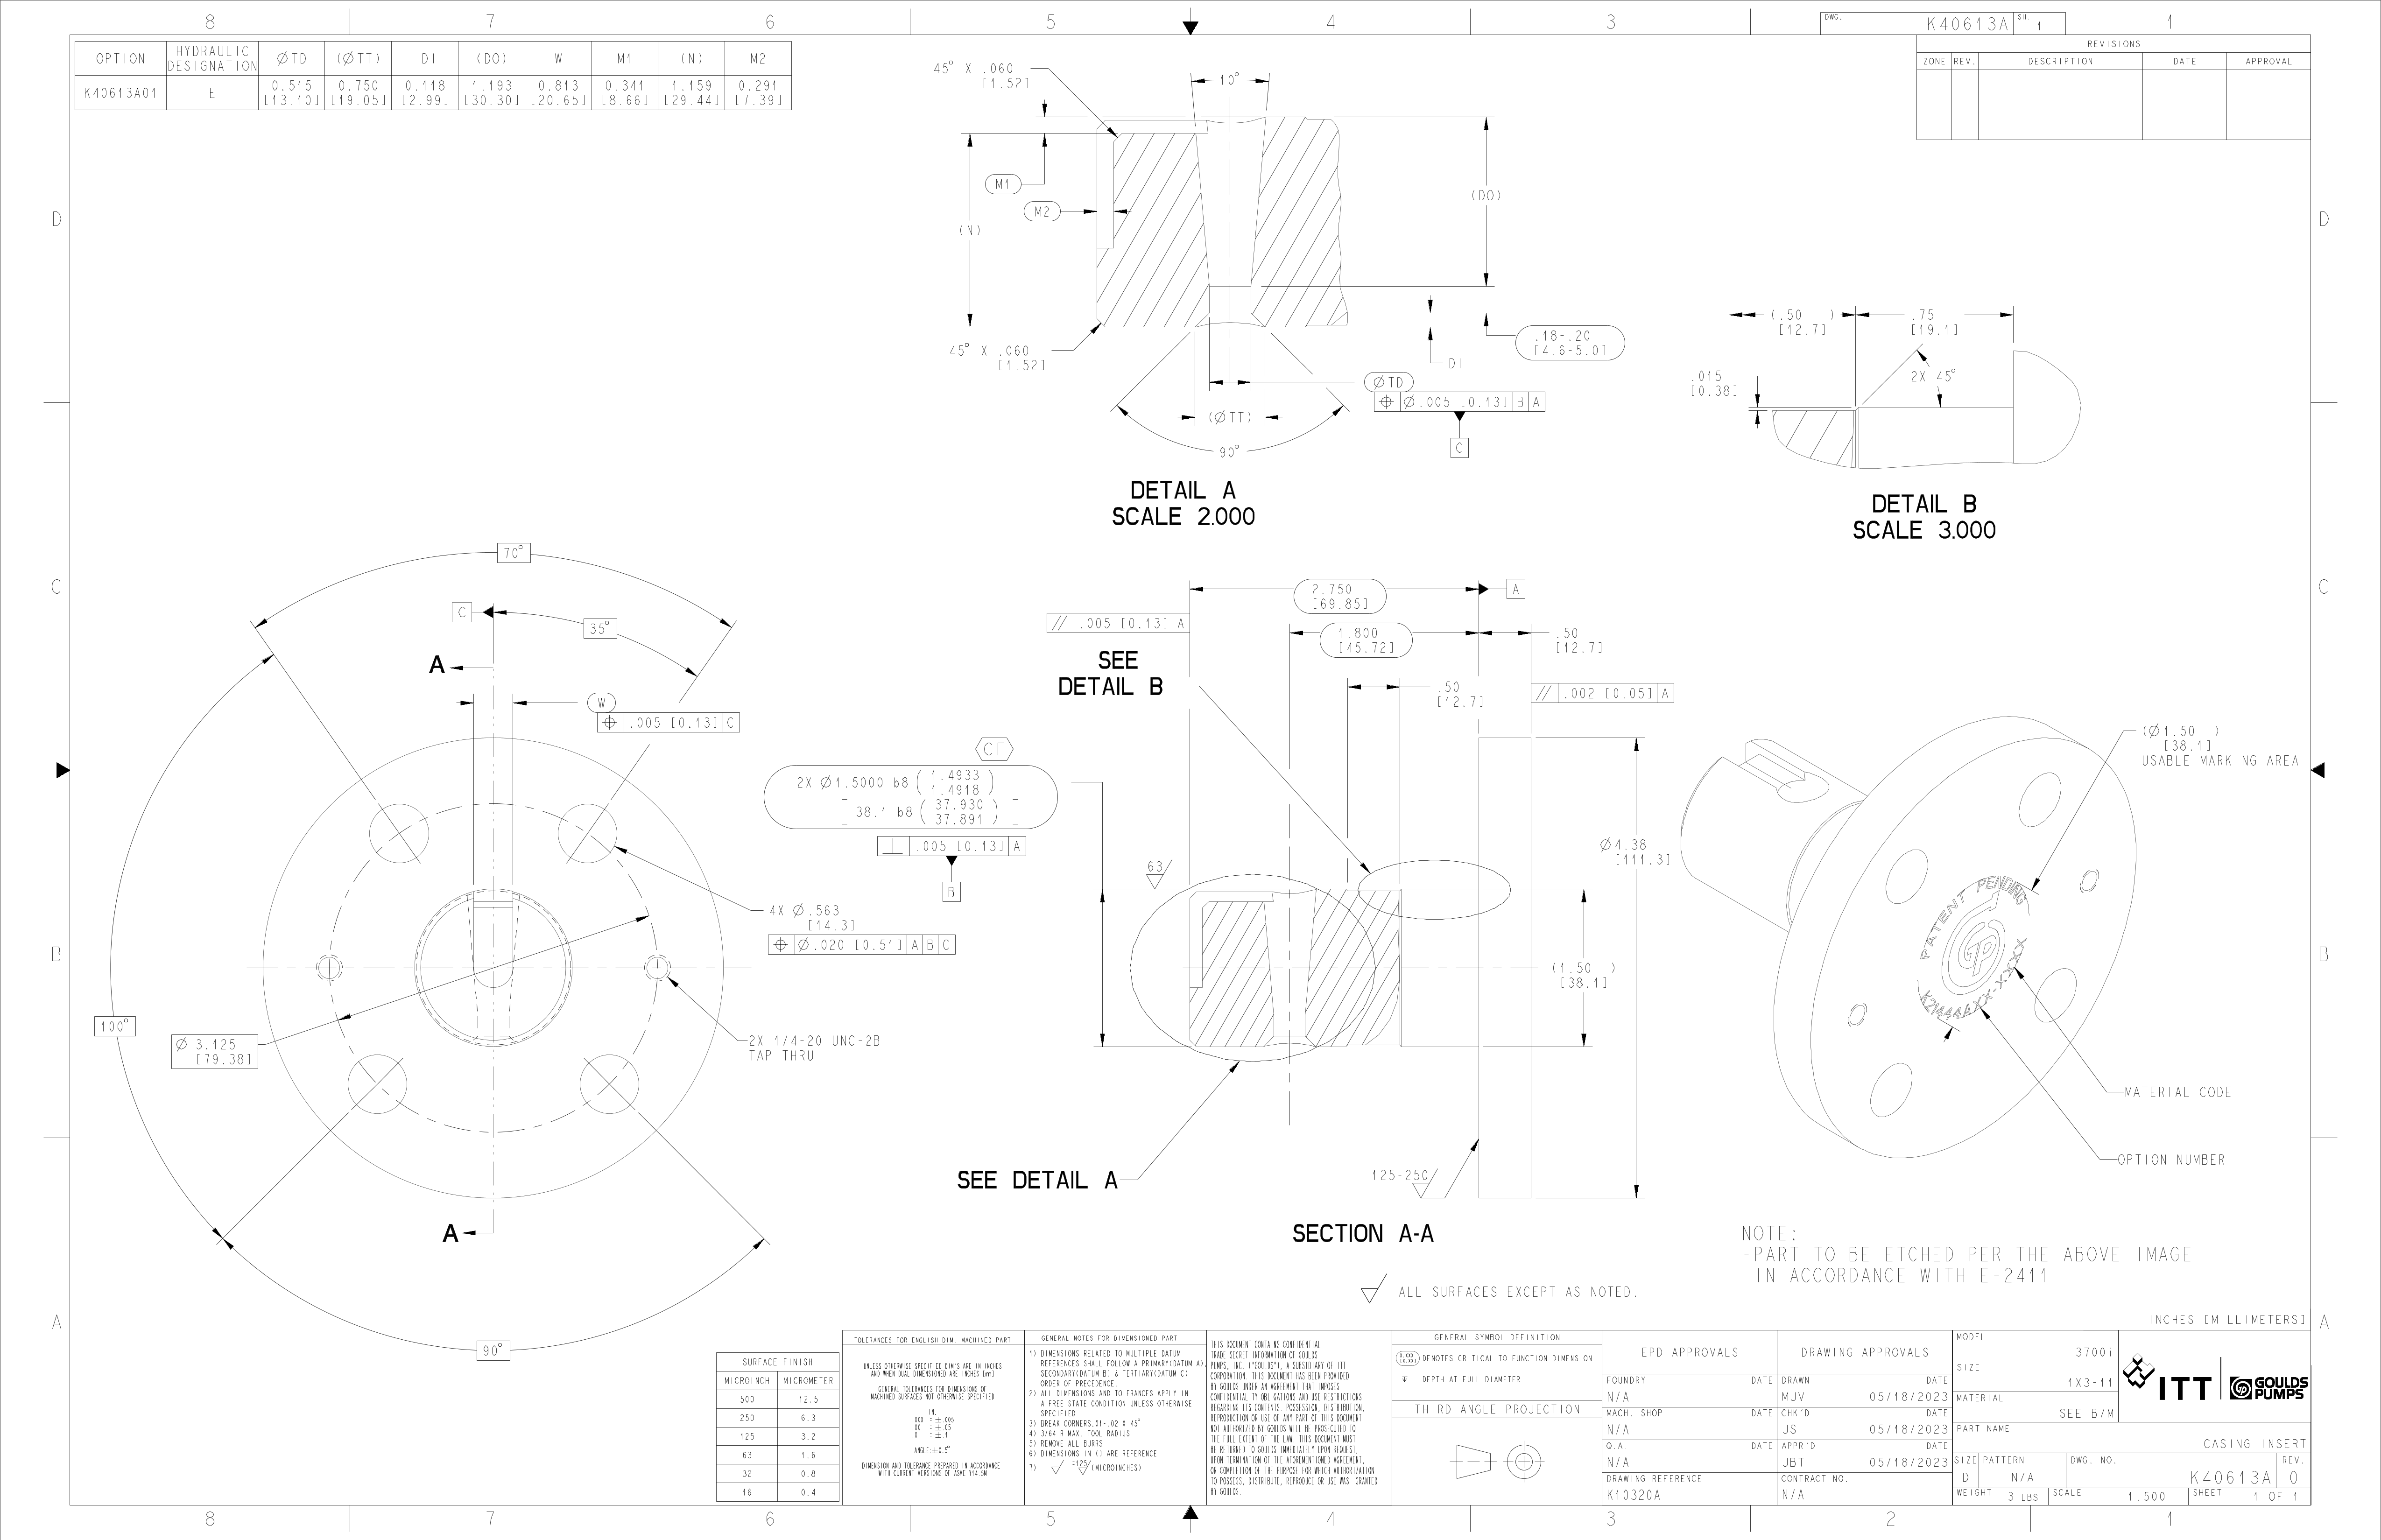 8 7 6 5 4 3 1
DWG. K40613A SH. 1
REVISIONS
ZONE REV. DESCRIPTION DATE APPROVAL
OPTION HYDRAULIC DESIGNATION ØTD (ØTT) DI (DO) W M1 (N) M2
K40613A01 E 0.515 0.750 0.118 1.193 0.813 0.341 1.159 0.291
[13.10] [19.05] [2.99] [30.30] [20.65] [8.66] [29.44] [7.39]
45° X .060
[1.52]
10°
M1
M2
(N)
(DO)
45° X .060
[1.52]
.18-.20
[4.6-5.0]
DI
ØTD
⌖ Ø.005 [0.13] B A
C
(ØTT)
90°
DETAIL A
SCALE 2.000
(.50 )
[12.7]
.75
[19.1]
.015
[0.38]
2X 45°
DETAIL B
SCALE 3.000
D
D
C
C
B
B
A
A
70°
C
35°
A
W
⌖ .005 [0.13] C
4X Ø.563
[14.3]
⌖ Ø.020 [0.51] A B C
2X 1/4-20 UNC-2B
TAP THRU
100°
Ø 3.125
[79.38]
A
90°
2.750
[69.85]
A
// .005 [0.13] A
1.800
[45.72]
.50
[12.7]
SEE
DETAIL B
.50
[12.7]
// .002 [0.05] A
CF
2X Ø1.5000 b8 ( 1.4933
1.4918 )
[ 38.1 b8 ( 37.930
37.891 ) ]
⊥ .005 [0.13] A
B
63
Ø4.38
[111.3]
(1.50 )
[38.1]
125-250
SEE DETAIL A
SECTION A-A
(Ø1.50 )
[38.1]
USABLE MARKING AREA
PATENT PENDING
GP
K21444AXX-XXXX
MATERIAL CODE
OPTION NUMBER
NOTE:
-PART TO BE ETCHED PER THE ABOVE IMAGE
IN ACCORDANCE WITH E-2411
ALL SURFACES EXCEPT AS NOTED.
INCHES [MILLIMETERS]
SURFACE FINISH
MICROINCH MICROMETER
500 12.5
250 6.3
125 3.2
63 1.6
32 0.8
16 0.4
TOLERANCES FOR ENGLISH DIM. MACHINED PART
UNLESS OTHERWISE SPECIFIED DIM'S ARE IN INCHES
AND WHEN DUAL DIMENSIONED ARE INCHES [mm]
GENERAL TOLERANCES FOR DIMENSIONS OF
MACHINED SURFACES NOT OTHERWISE SPECIFIED
IN.
.XXX : ±.005
.XX : ±.05
.X : ±.1
ANGLE:±0.5°
DIMENSION AND TOLERANCE PREPARED IN ACCORDANCE
WITH CURRENT VERSIONS OF ASME Y14.5M
GENERAL NOTES FOR DIMENSIONED PART
1) DIMENSIONS RELATED TO MULTIPLE DATUM
REFERENCES SHALL FOLLOW A PRIMARY(DATUM A),
SECONDARY(DATUM B) & TERTIARY(DATUM C)
ORDER OF PRECEDENCE.
2) ALL DIMENSIONS AND TOLERANCES APPLY IN
A FREE STATE CONDITION UNLESS OTHERWISE
SPECIFIED
3) BREAK CORNERS.01-.02 X 45°
4) 3/64 R MAX. TOOL RADIUS
5) REMOVE ALL BURRS
6) DIMENSIONS IN () ARE REFERENCE
7) =125 (MICROINCHES)
THIS DOCUMENT CONTAINS CONFIDENTIAL
TRADE SECRET INFORMATION OF GOULDS
PUMPS, INC. ("GOULDS"), A SUBSIDIARY OF ITT
CORPORATION. THIS DOCUMENT HAS BEEN PROVIDED
BY GOULDS UNDER AN AGREEMENT THAT IMPOSES
CONFIDENTIALITY OBLIGATIONS AND USE RESTRICTIONS
REGARDING ITS CONTENTS. POSSESSION, DISTRIBUTION,
REPRODUCTION OR USE OF ANY PART OF THIS DOCUMENT
NOT AUTHORIZED BY GOULDS WILL BE PROSECUTED TO
THE FULL EXTENT OF THE LAW. THIS DOCUMENT MUST
BE RETURNED TO GOULDS IMMEDIATELY UPON REQUEST,
UPON TERMINATION OF THE AFOREMENTIONED AGREEMENT,
OR COMPLETION OF THE PURPOSE FOR WHICH AUTHORIZATION
TO POSSESS, DISTRIBUTE, REPRODUCE OR USE WAS GRANTED
BY GOULDS.
GENERAL SYMBOL DEFINITION
X.XXX
[X.XX] DENOTES CRITICAL TO FUNCTION DIMENSION
DEPTH AT FULL DIAMETER
THIRD ANGLE PROJECTION
EPD APPROVALS
FOUNDRY DATE
N/A
MACH. SHOP DATE
N/A
Q.A. DATE
N/A
DRAWING REFERENCE
K10320A
DRAWING APPROVALS
DRAWN DATE
MJV 05/18/2023
CHK'D DATE
JS 05/18/2023
APPR'D DATE
JBT 05/18/2023
CONTRACT NO.
N/A
MODEL
3700i
SIZE
1X3-11
MATERIAL
SEE B/M
ITT GOULDS PUMPS
PART NAME
CASING INSERT
SIZE PATTERN DWG. NO. REV.
D N/A K40613A 0
WEIGHT 3 LBS SCALE 1.500 SHEET 1 OF 1
8 7 6 5 4 3 2 1